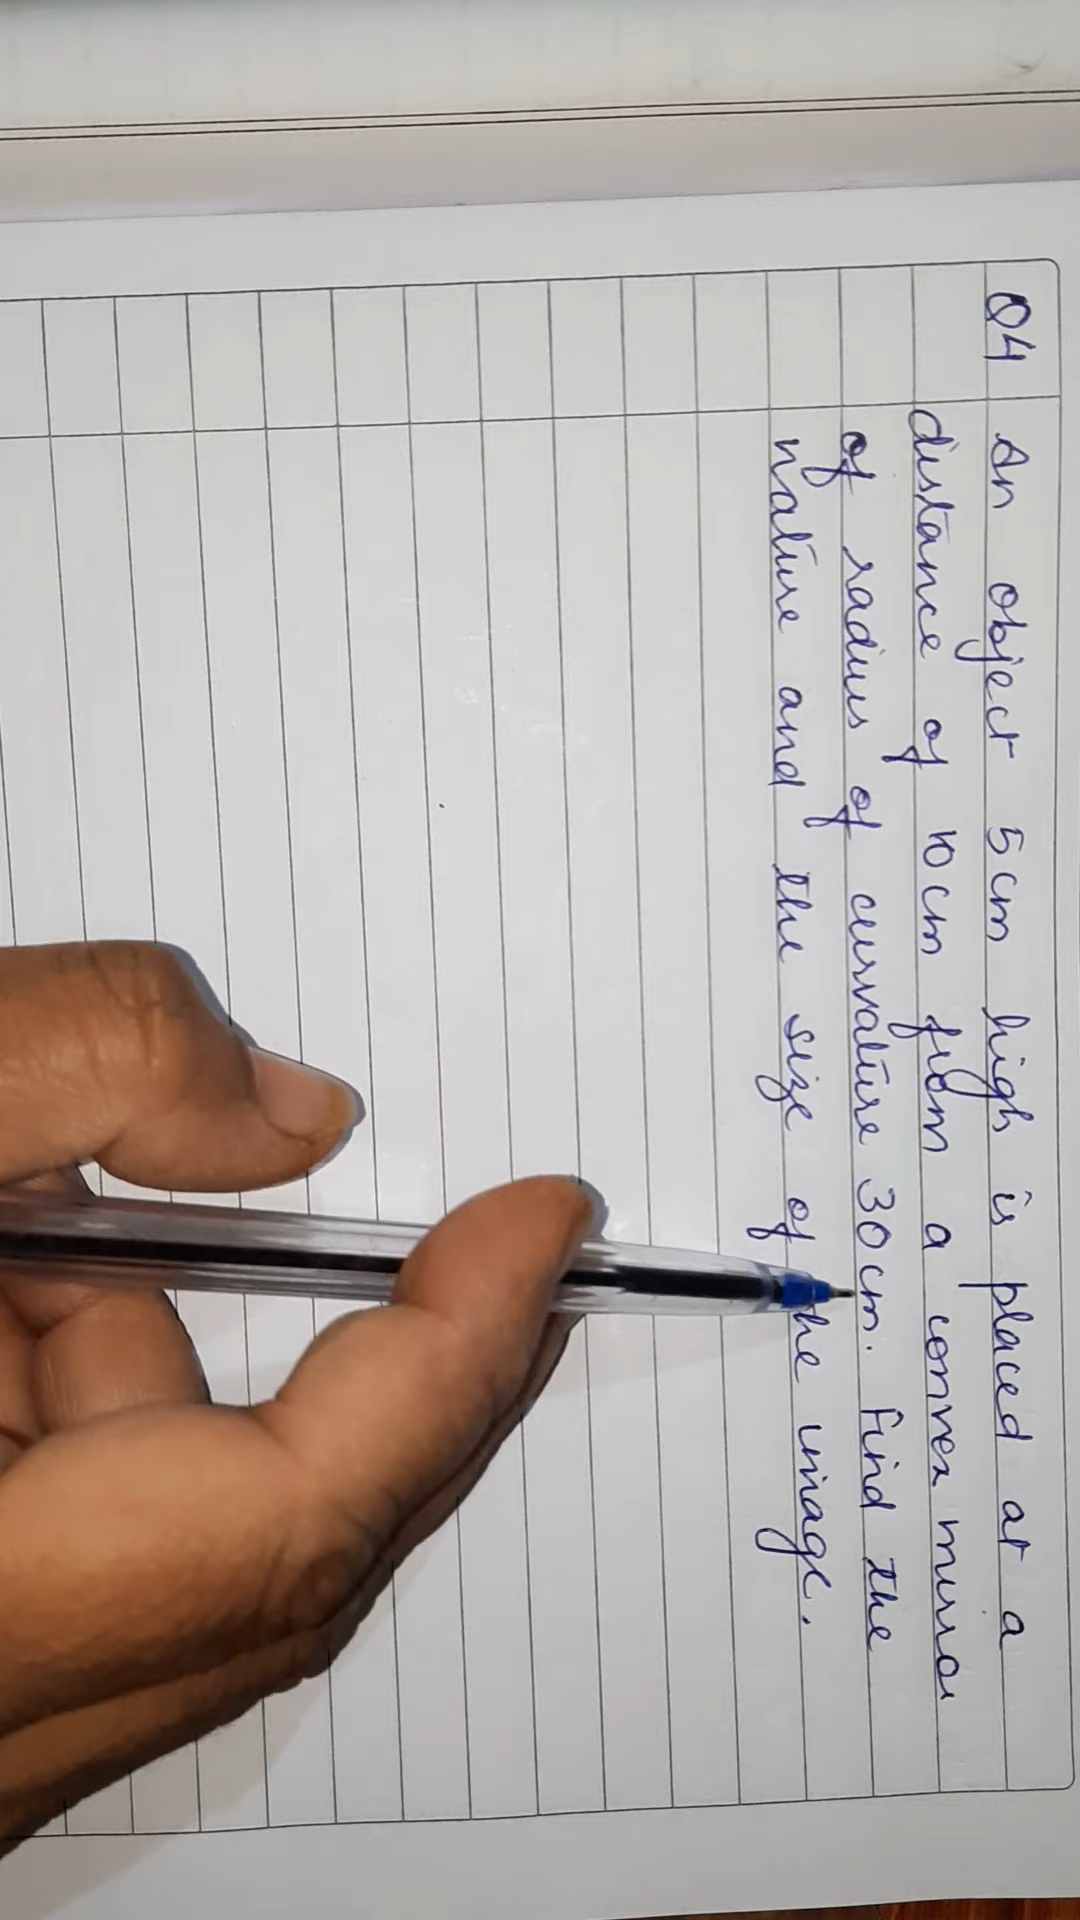 Q4 An object 5cm high is placed at a
distance of 10cm from a convex mirror
of radius of curvature 30cm. Find the
nature and the size of the image.